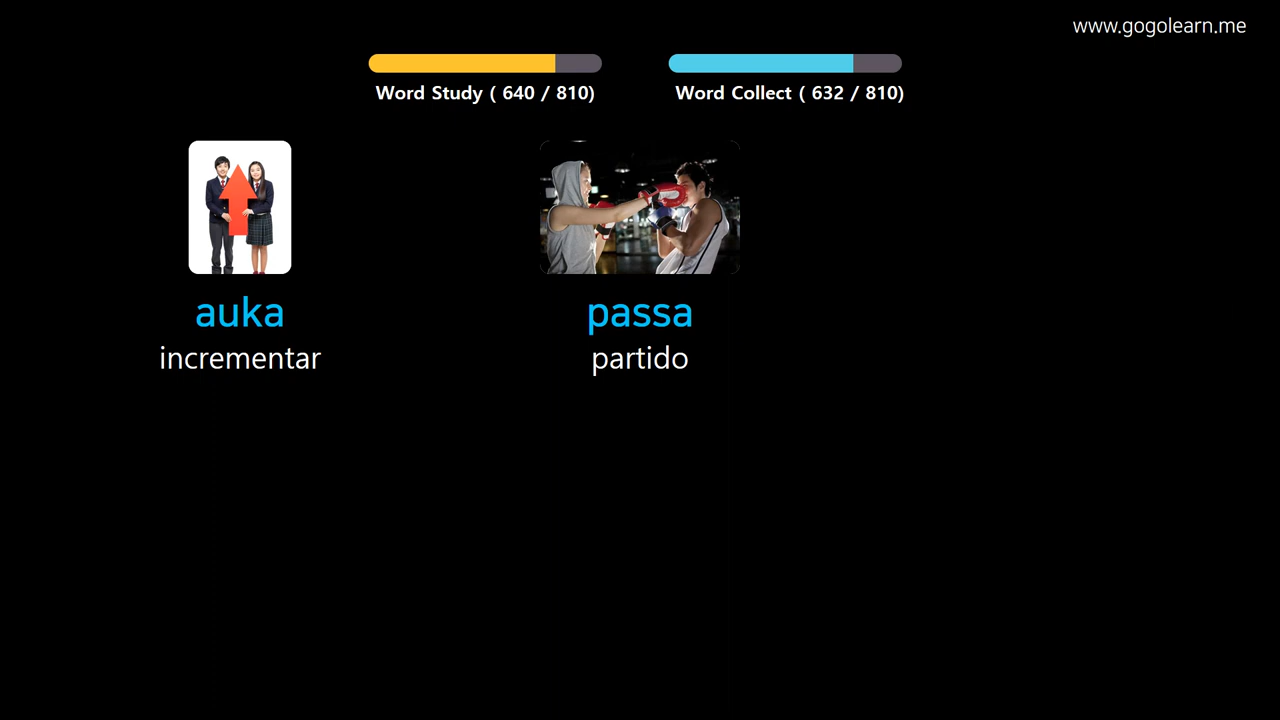 www.gogolearn.me
Word Study ( 640 / 810)
Word Collect ( 632 / 810)
auka
incrementar
passa
partido